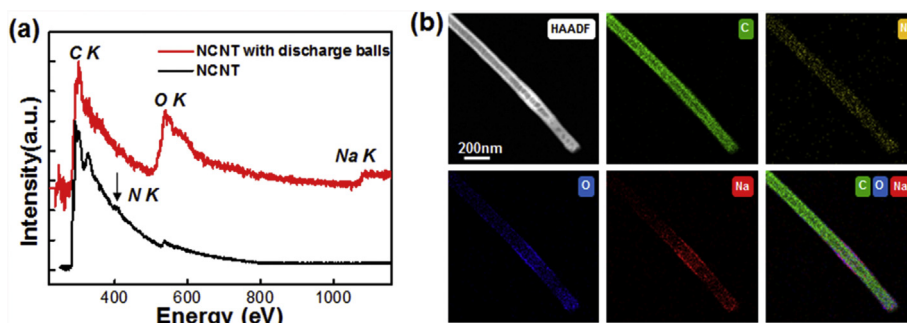 (a)
C K
NCNT with discharge balls
NCNT
O K
Na K
N K
Intensity(a.u.)
400 600 800 1000
Energy (eV)
(b)
HAADF
200nm
C
N
O
Na
C O Na